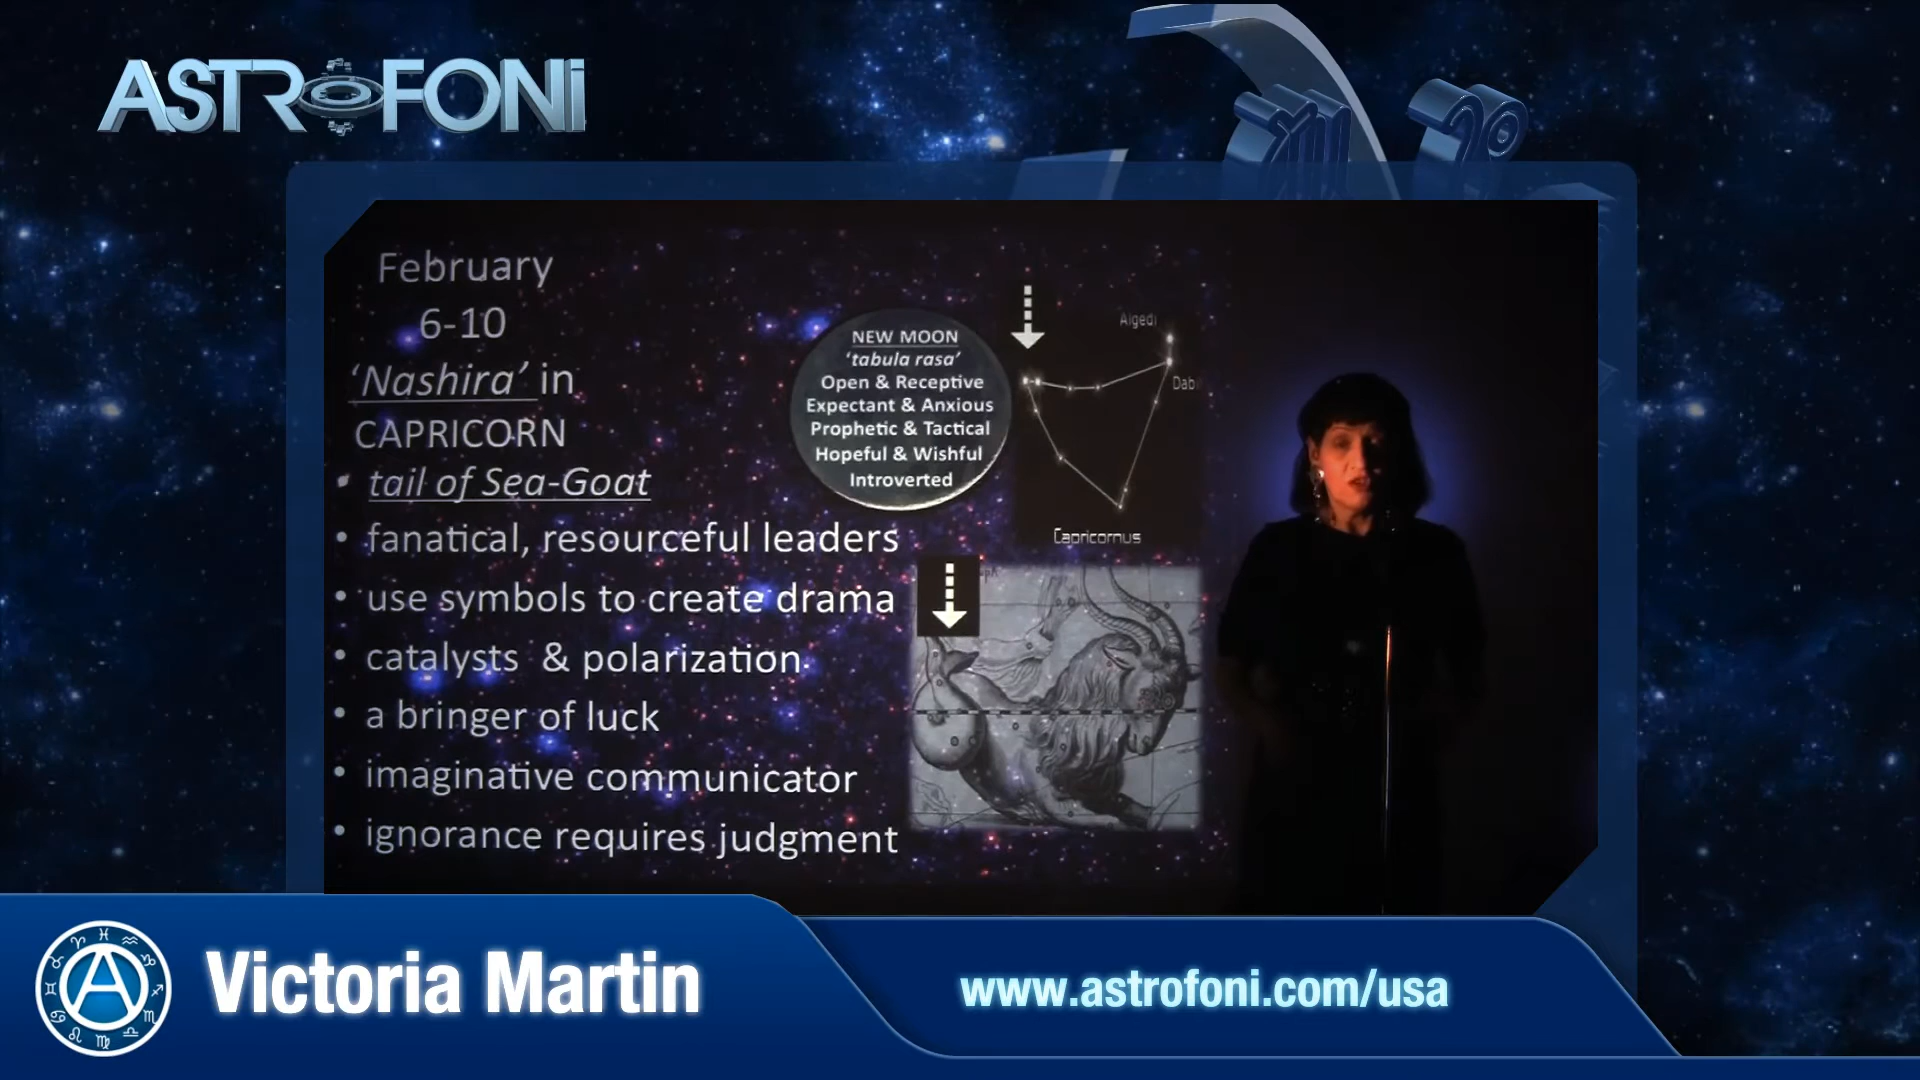 ASTROFONi
February
6-10
‘Nashira’ in
CAPRICORN
• tail of Sea-Goat
• fanatical, resourceful leaders
• use symbols to create drama
• catalysts & polarization
• a bringer of luck
• imaginative communicator
• ignorance requires judgment
NEW MOON
‘tabula rasa’
Open & Receptive
Expectant & Anxious
Prophetic & Tactical
Hopeful & Wishful
Introverted
Algedi
Capricornus
Victoria Martin
www.astrofoni.com/usa